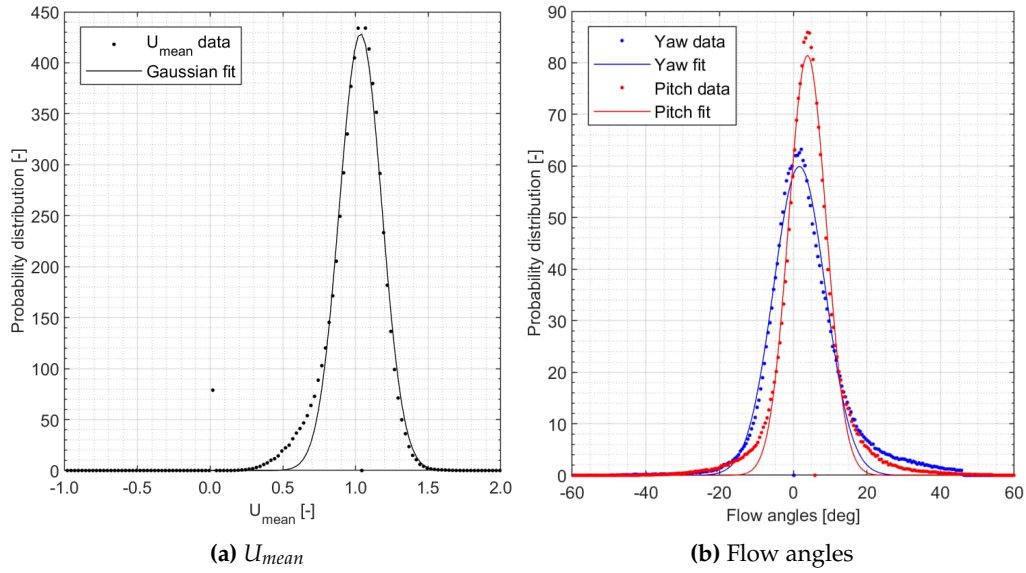 450
400
350
300
250
200
150
100
50
0
Probability distribution [-]
U_mean data
Gaussian fit
-1.0 -0.5 0.0 0.5 1.0 1.5 2.0
U_mean [-]
(a) U_mean
90
80
70
60
50
40
30
20
10
0
Probability distribution [-]
Yaw data
Yaw fit
Pitch data
Pitch fit
-60 -40 -20 0 20 40 60
Flow angles [deg]
(b) Flow angles